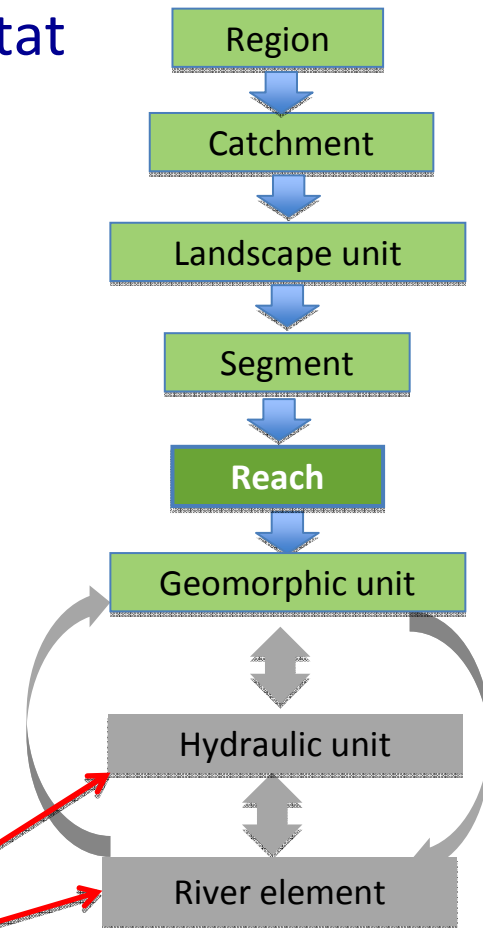 tat
Region
Catchment
Landscape unit
Segment
Reach
Geomorphic unit
Hydraulic unit
River element